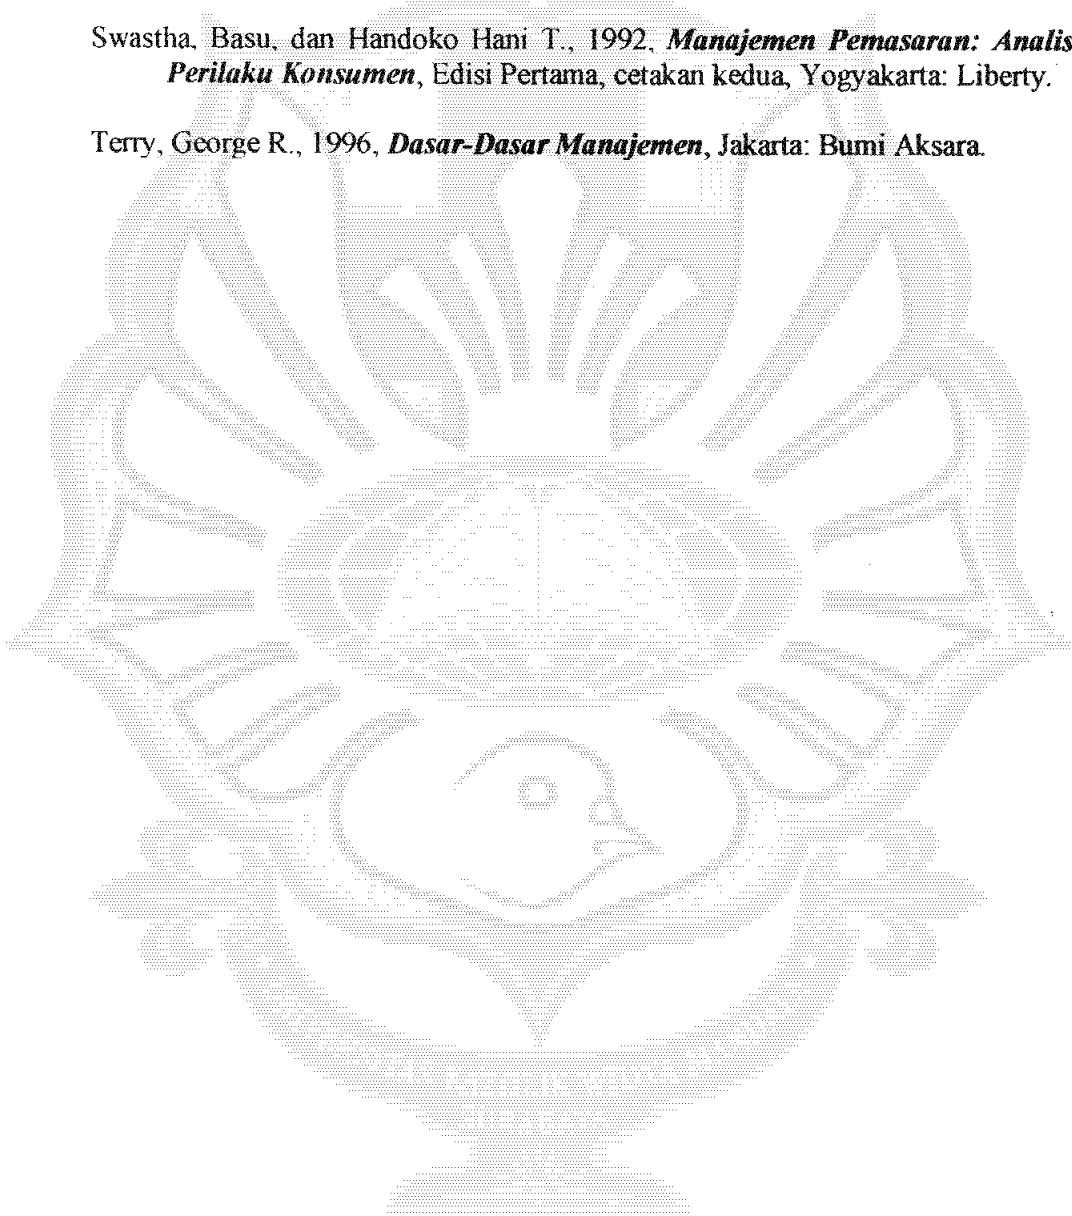 Swastha, Basu, dan Handoko Hani T., 1992, Manajemen Pemasaran: Analis
Perilaku Konsumen, Edisi Pertama, cetakan kedua, Yogyakarta: Liberty.
Terry, George R., 1996, Dasar-Dasar Manajemen, Jakarta: Bumi Aksara.